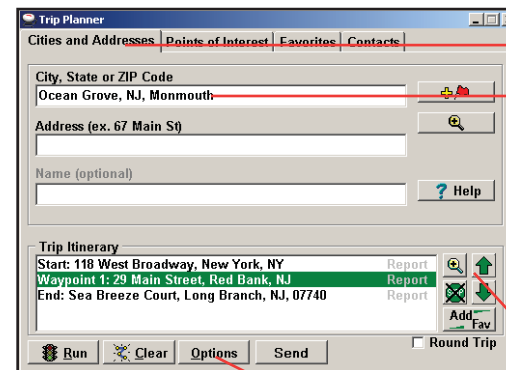 Trip Planner
Cities and Addresses Points of Interest Favorites Contacts
City, State or ZIP Code
Ocean Grove, NJ, Monmouth
Address (ex. 67 Main St)
Name (optional)
? Help
Trip Itinerary
Start: 118 West Broadway, New York, NY Report
Waypoint 1: 29 Main Street, Red Bank, NJ Report
End: Sea Breeze Court, Long Branch, NJ, 07740 Report
Add
Fav
Run Clear Options Send Round Trip